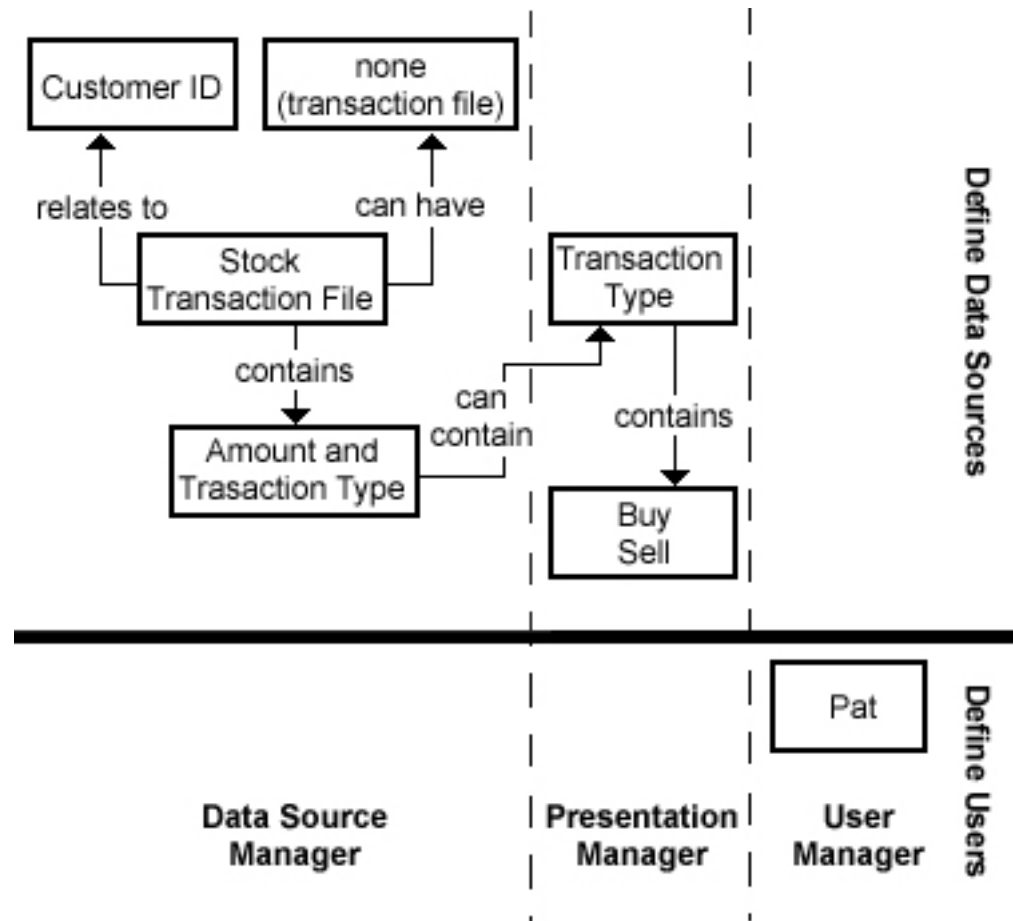 Customer ID
none
(transaction file)
relates to
can have
Stock
Transaction File
Transaction
Type
contains
can
contain
contains
Amount and
Trasaction Type
Buy
Sell
Define Data Sources
Pat
Define Users
Data Source
Manager
Presentation
Manager
User
Manager